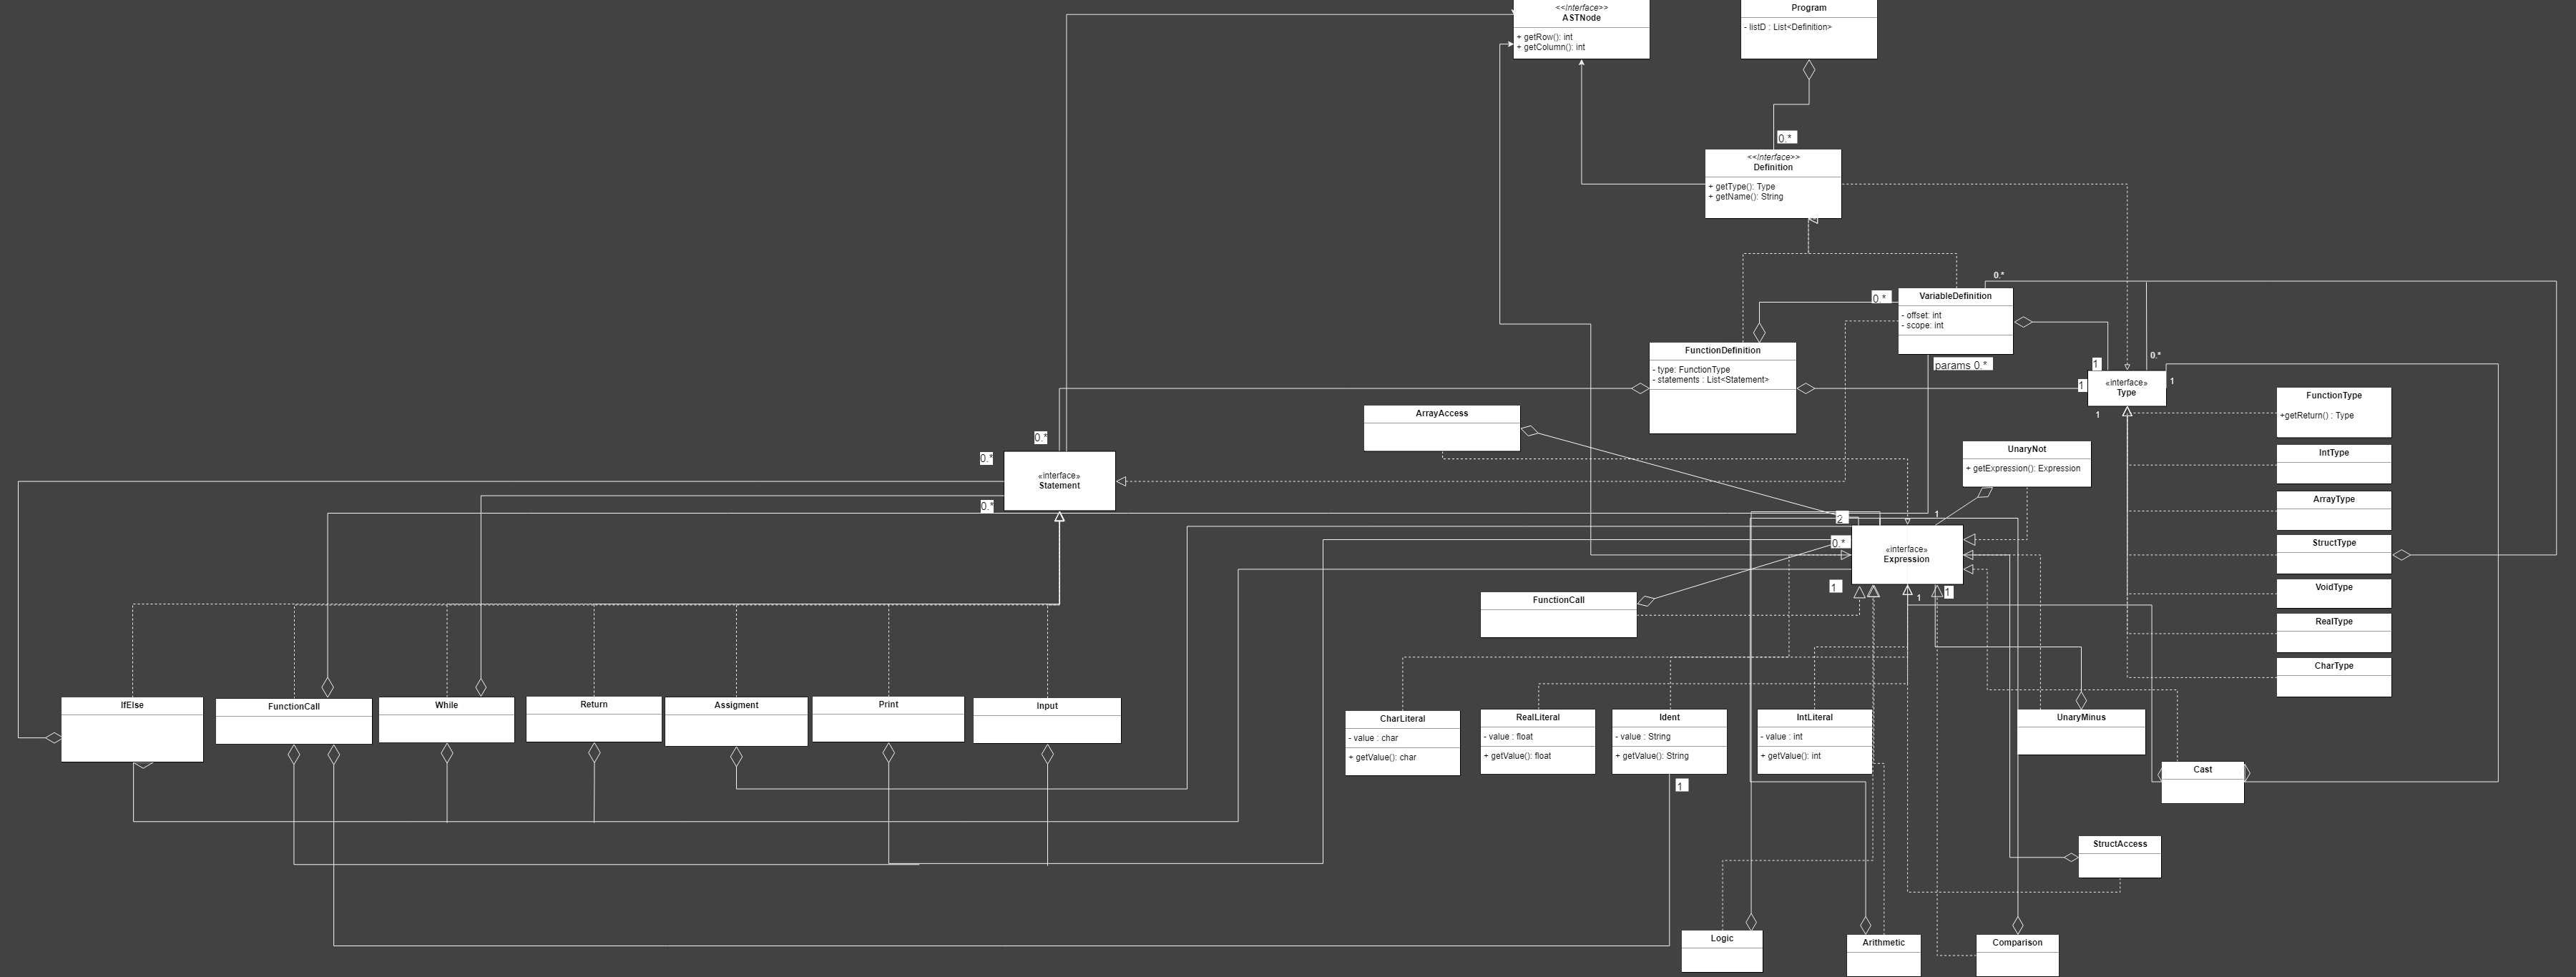 <<interface>>
ASTNode
+ getRow(): int
+ getColumn(): int
Program
- listD : List<Definition>
0.*
<<interface>>
Definition
+ getType(): Type
+ getName(): String
0.*
0.*
VariableDefinition
- offset: int
- scope: int
FunctionDefinition
- type: FunctionType
- statements : List<Statement>
params 0.*
0.*
1
1
1
«interface»
Type
1
FunctionType
+getReturn() : Type
IntType
ArrayType
StructType
VoidType
RealType
CharType
ArrayAccess
UnaryNot
+ getExpression(): Expression
0.*
0.*
0.*
«interface»
Statement
2
1
0.*
«interface»
Expression
1
1
1
FunctionCall
IfElse
FunctionCall
While
Return
Assigment
Print
Input
CharLiteral
- value : char
+ getValue(): char
RealLiteral
- value : float
+ getValue(): float
Ident
- value : String
+ getValue(): String
1
IntLiteral
- value : int
+ getValue(): int
UnaryMinus
Cast
StructAccess
Logic
Arithmetic
Comparison